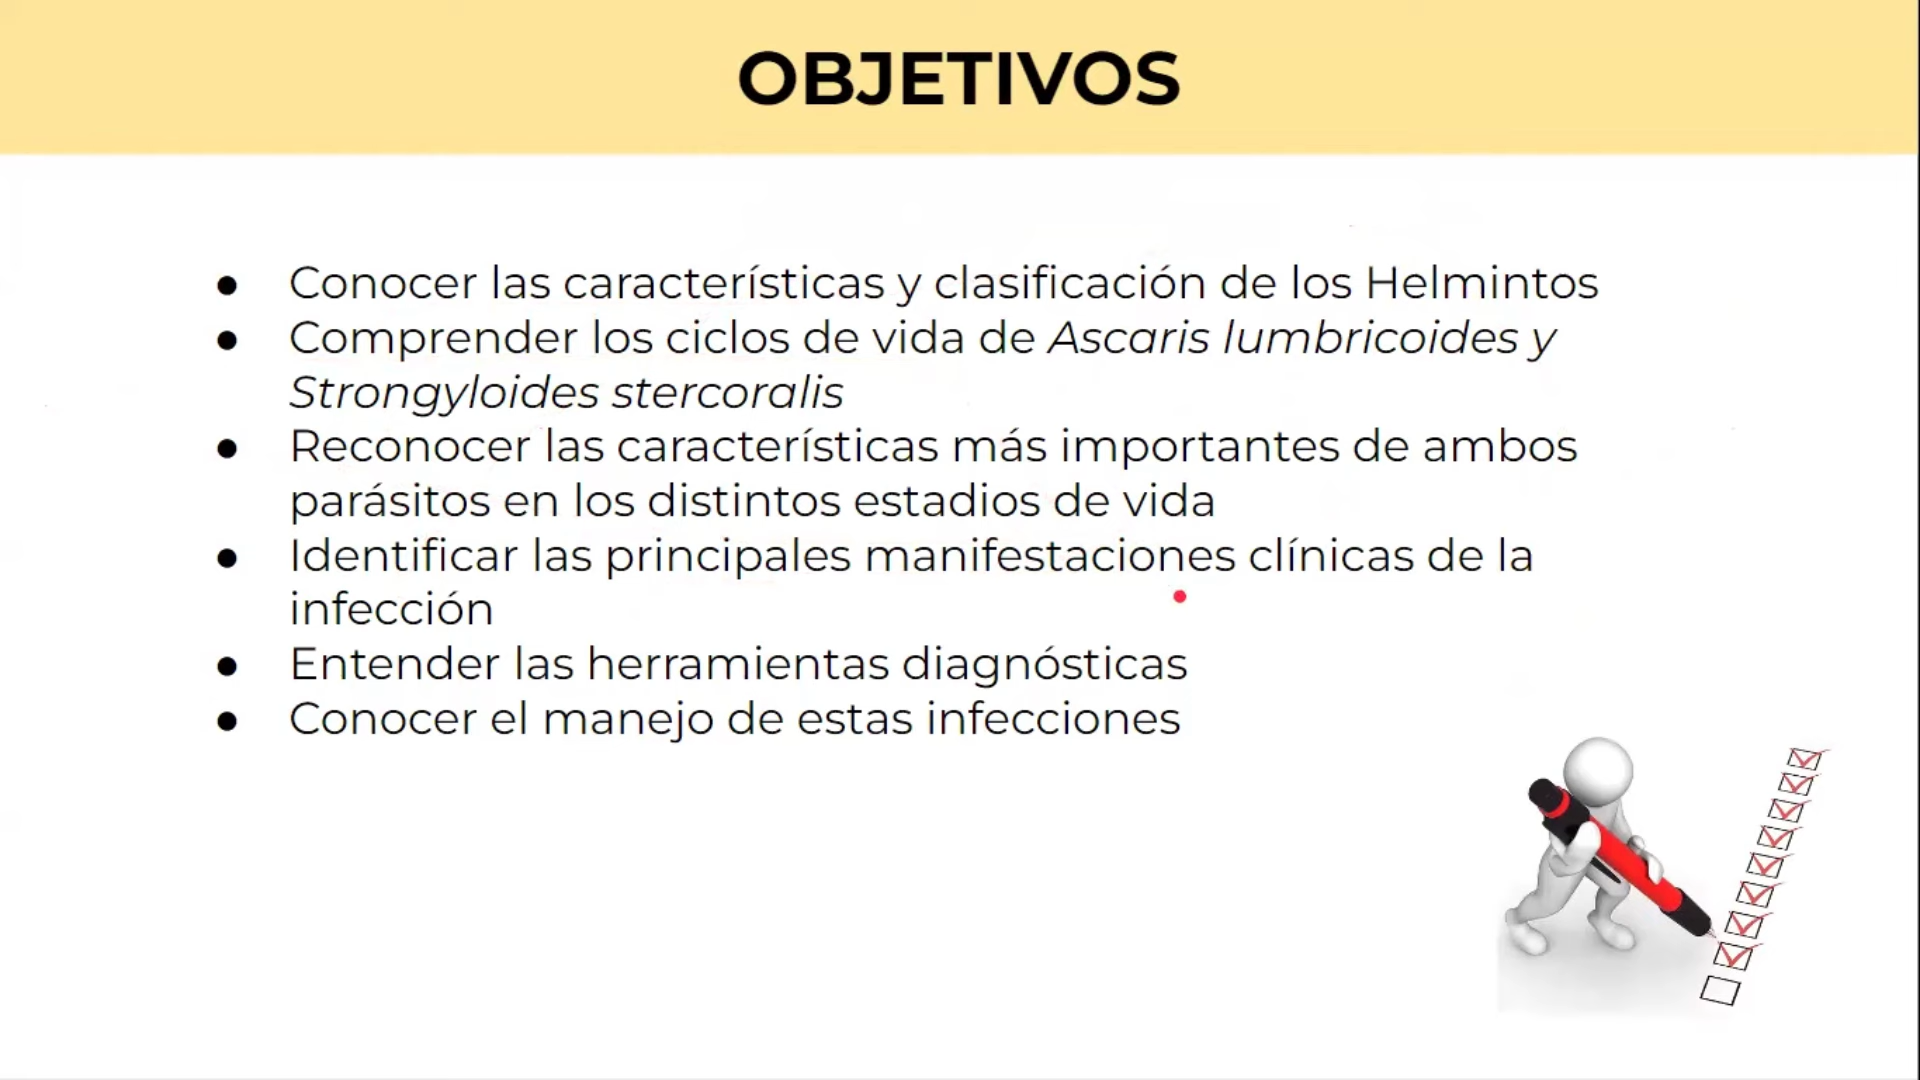 OBJETIVOS
● Conocer las características y clasificación de los Helmintos
● Comprender los ciclos de vida de Ascaris lumbricoides y
Strongyloides stercoralis
● Reconocer las características más importantes de ambos
parásitos en los distintos estadios de vida
● Identificar las principales manifestaciones clínicas de la
infección
● Entender las herramientas diagnósticas
● Conocer el manejo de estas infecciones